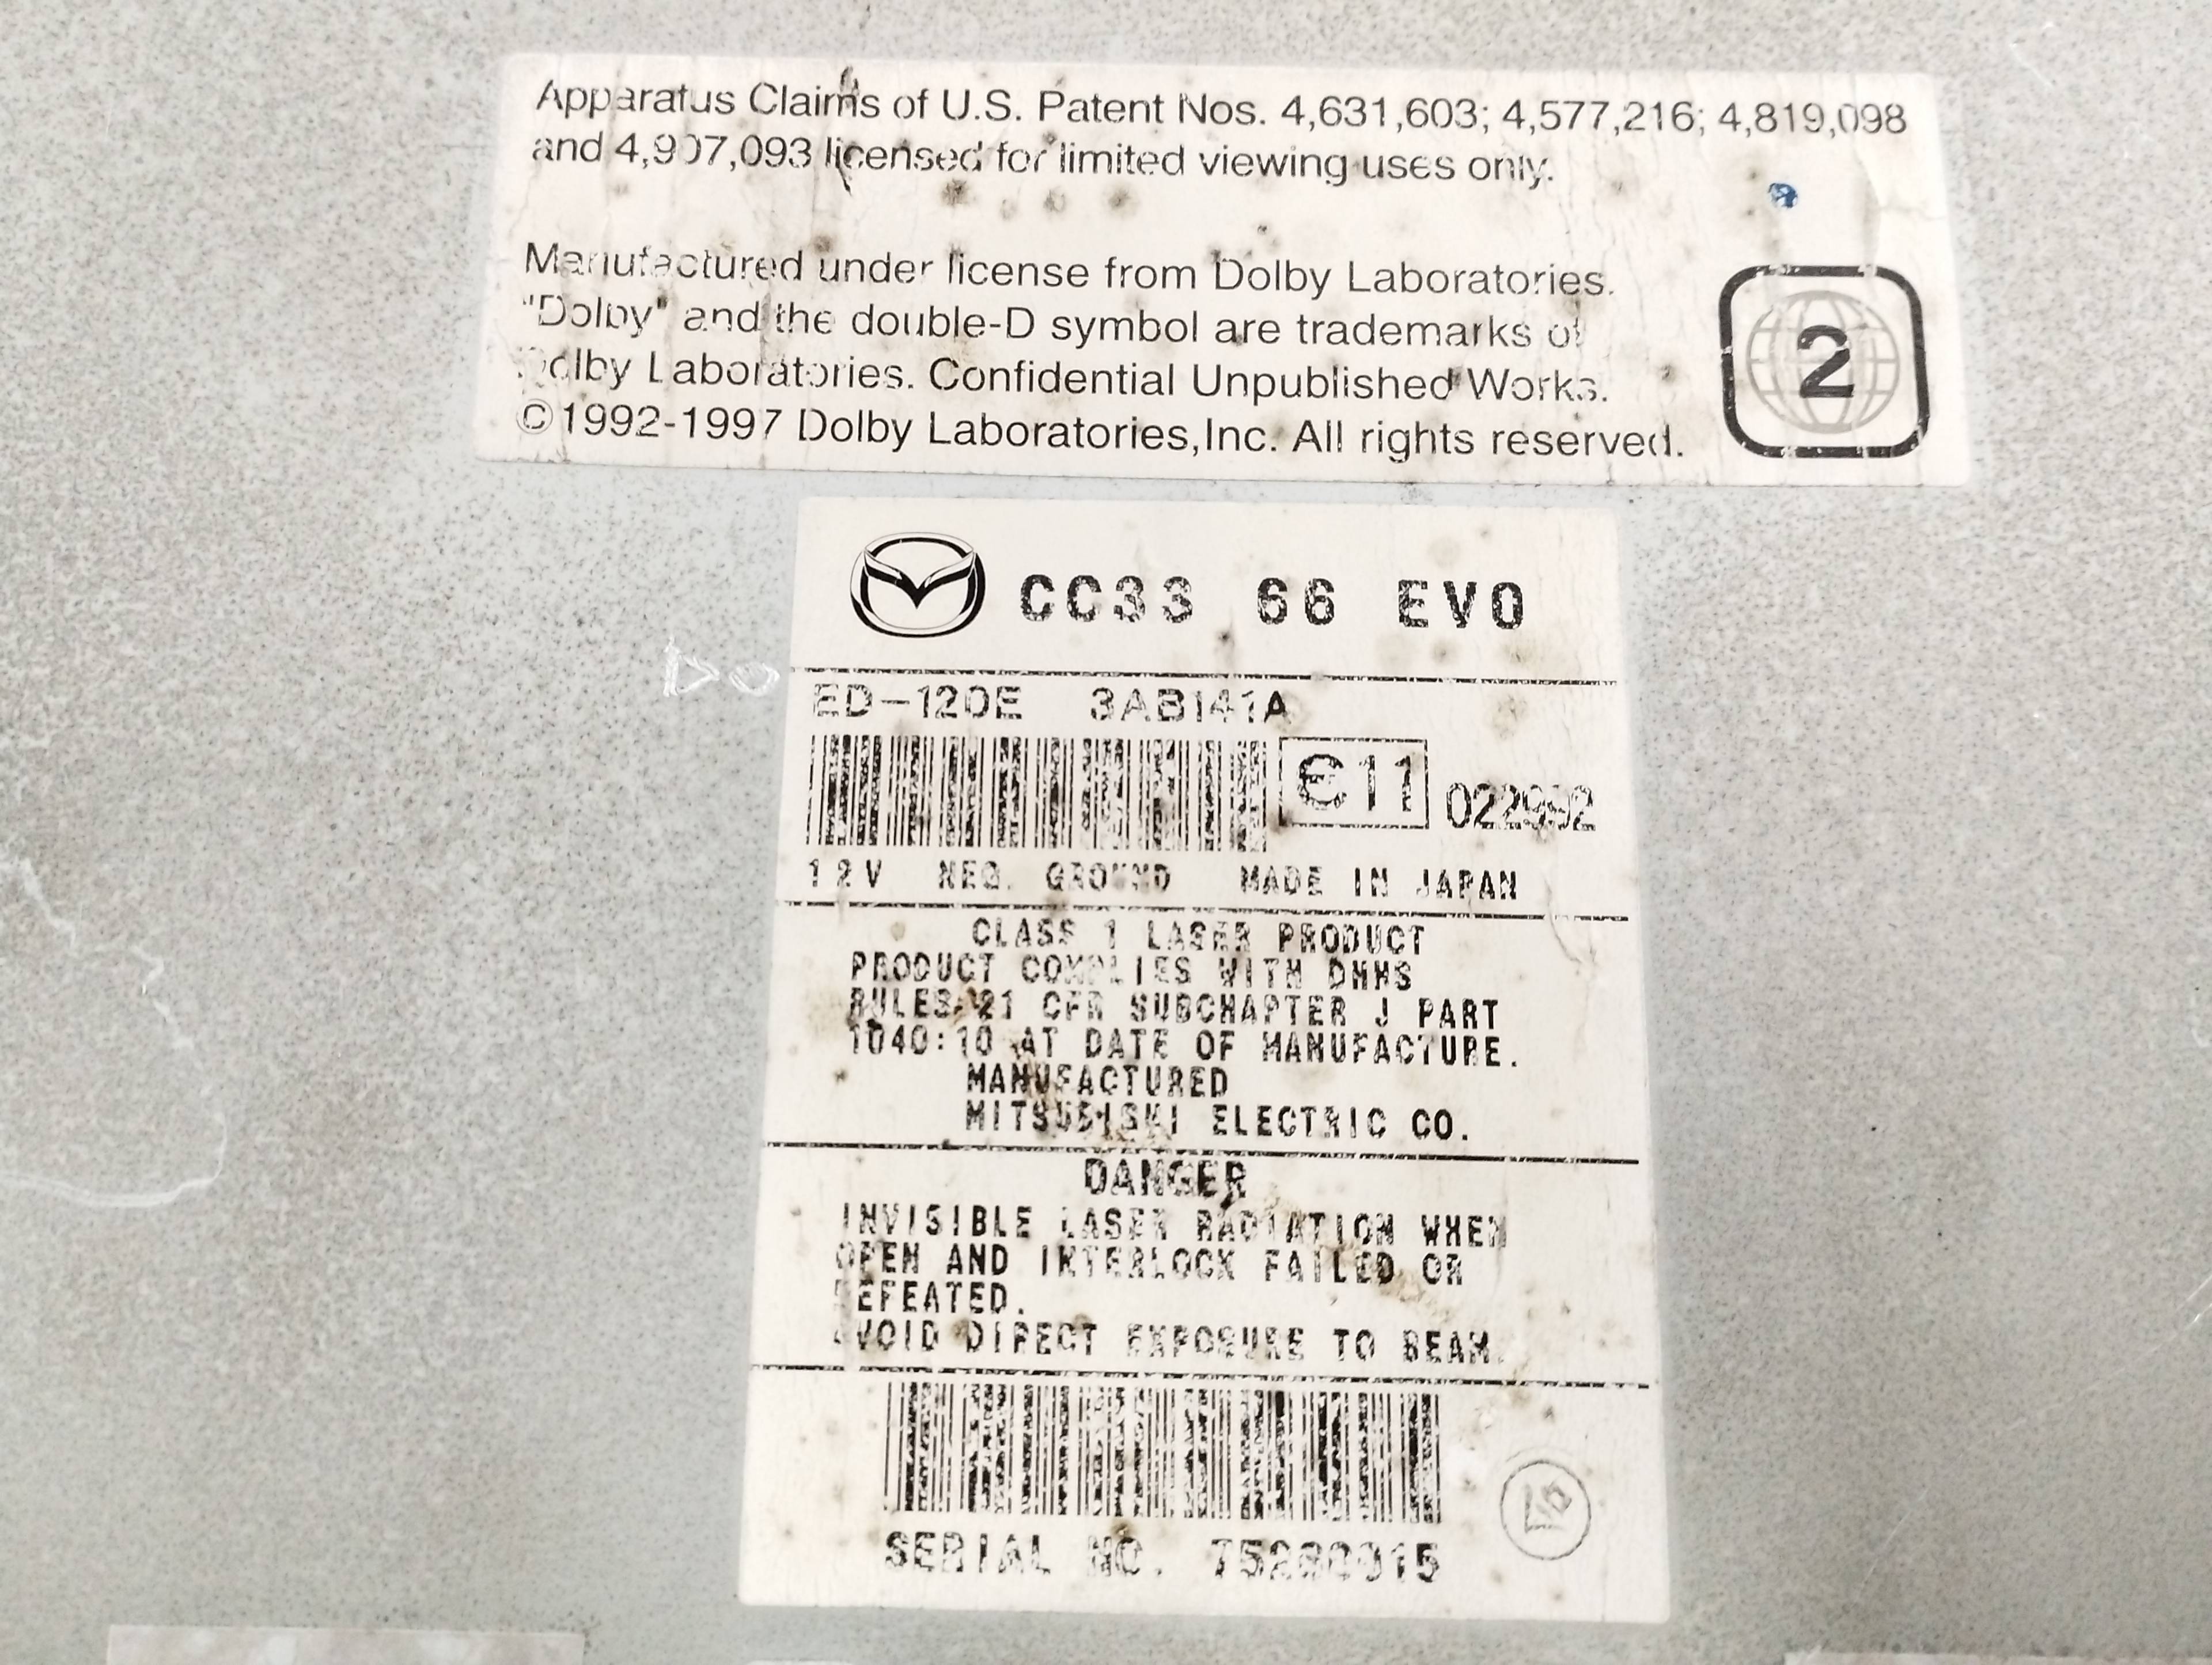 Apparatus Claims of U.S. Patent Nos. 4,631,603; 4,577,216; 4,819,098
and 4,907,093 licensed for limited viewing uses only.
Manufactured under license from Dolby Laboratories.
"Dolby" and the double-D symbol are trademarks of
Dolby Laboratories. Confidential Unpublished Works.
©1992-1997 Dolby Laboratories,Inc. All rights reserved.
2
CC33 66 EV0
ED-120E 3AB141A
e11 022992
12V NEG. GROUND MADE IN JAPAN
CLASS 1 LASER PRODUCT
PRODUCT COMPLIES WITH DHHS
RULES 21 CFR SUBCHAPTER J PART
1040:10 AT DATE OF MANUFACTURE.
MANUFACTURED
MITSUBISHI ELECTRIC CO.
DANGER
INVISIBLE LASER RADIATION WHEN
OPEN AND INTERLOCK FAILED OR
DEFEATED.
AVOID DIRECT EXPOSURE TO BEAM.
SERIAL NO.